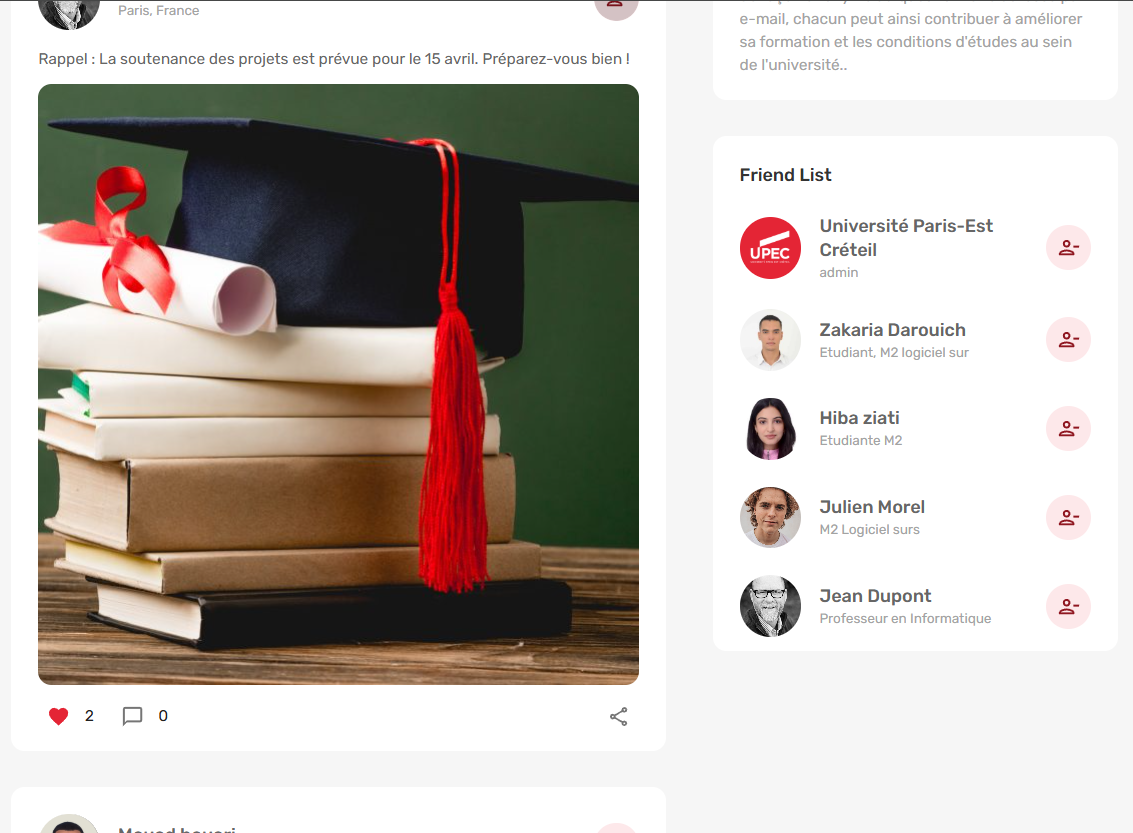 Paris, France
Rappel : La soutenance des projets est prévue pour le 15 avril. Préparez-vous bien !
2
0
e-mail, chacun peut ainsi contribuer à améliorer
sa formation et les conditions d'études au sein
de l'université..
Friend List
UPEC
Université Paris-Est
Créteil
admin
Zakaria Darouich
Etudiant, M2 logiciel sur
Hiba ziati
Etudiante M2
Julien Morel
M2 Logiciel surs
Jean Dupont
Professeur en Informatique